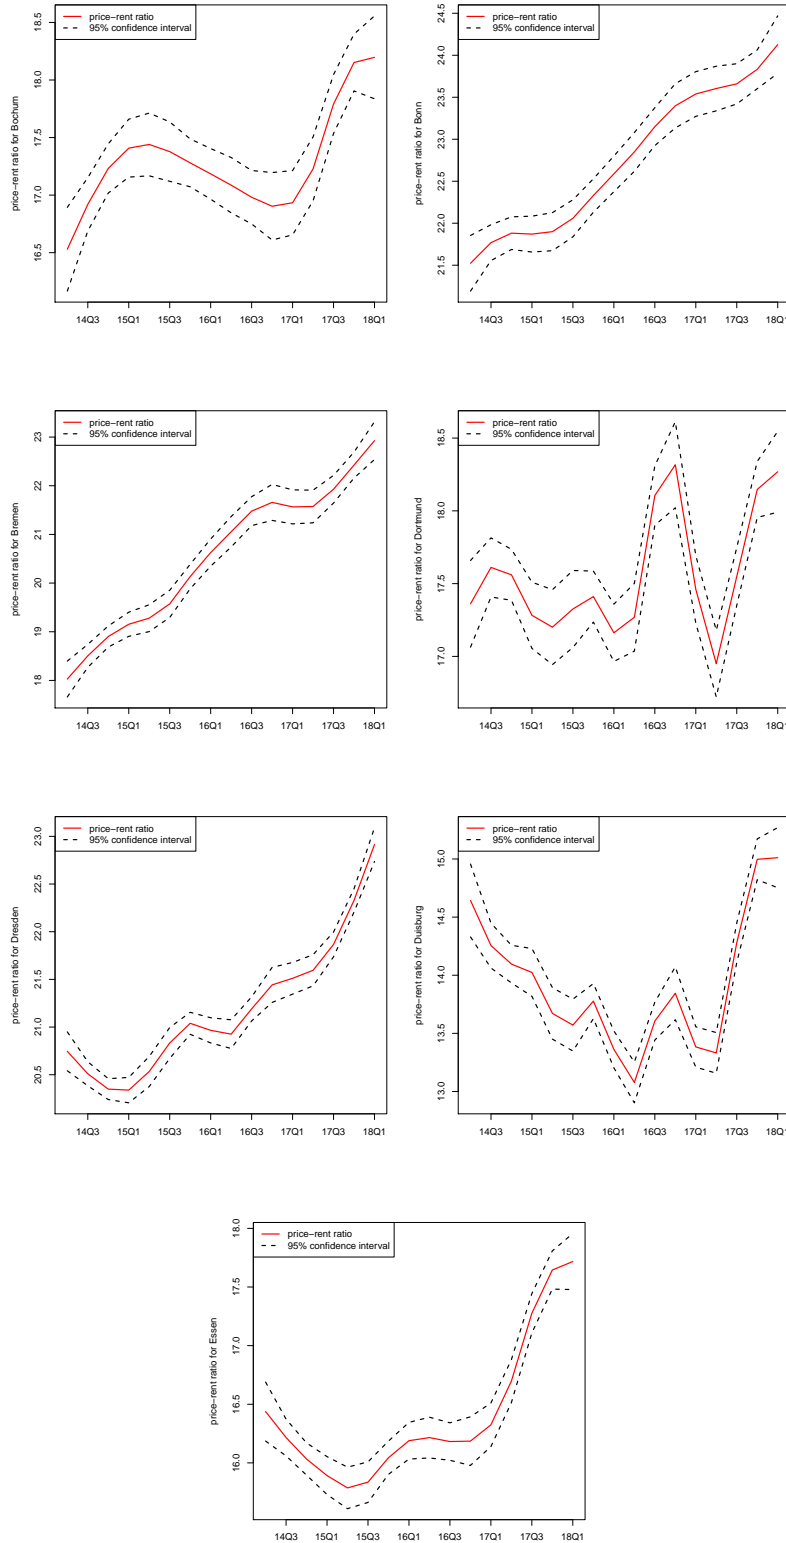 price−rent ratio
95% confidence interval
price−rent ratio for Bochum
16.5 17.0 17.5 18.0 18.5
14Q3 15Q1 15Q3 16Q1 16Q3 17Q1 17Q3 18Q1
price−rent ratio
95% confidence interval
price−rent ratio for Bonn
21.5 22.0 22.5 23.0 23.5 24.0 24.5
14Q3 15Q1 15Q3 16Q1 16Q3 17Q1 17Q3 18Q1
price−rent ratio
95% confidence interval
price−rent ratio for Bremen
18 19 20 21 22 23
14Q3 15Q1 15Q3 16Q1 16Q3 17Q1 17Q3 18Q1
price−rent ratio
95% confidence interval
price−rent ratio for Dortmund
17.0 17.5 18.0 18.5
14Q3 15Q1 15Q3 16Q1 16Q3 17Q1 17Q3 18Q1
price−rent ratio
95% confidence interval
price−rent ratio for Dresden
20.5 21.0 21.5 22.0 22.5 23.0
14Q3 15Q1 15Q3 16Q1 16Q3 17Q1 17Q3 18Q1
price−rent ratio
95% confidence interval
price−rent ratio for Duisburg
13.0 13.5 14.0 14.5 15.0
14Q3 15Q1 15Q3 16Q1 16Q3 17Q1 17Q3 18Q1
price−rent ratio
95% confidence interval
price−rent ratio for Essen
16.0 16.5 17.0 17.5 18.0
14Q3 15Q1 15Q3 16Q1 16Q3 17Q1 17Q3 18Q1